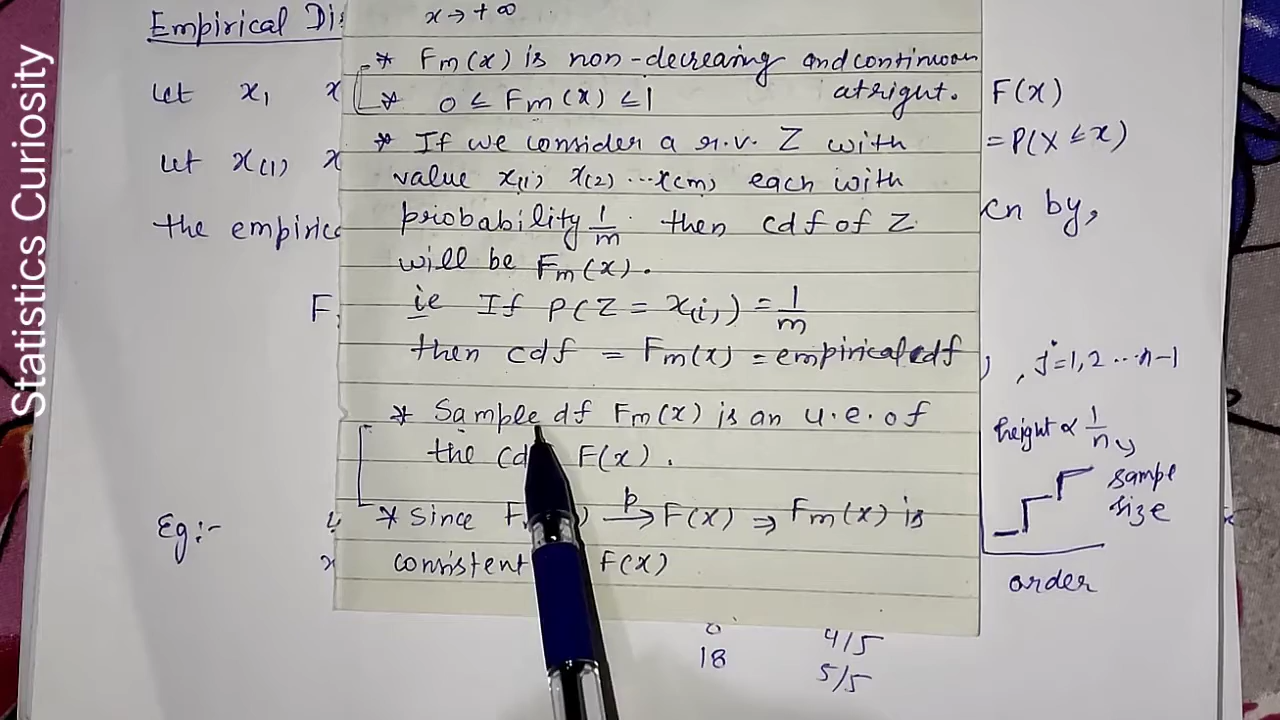 Statistics Curiosity
Empirical Di
x → + ∞
* Fm(x) is non-decreasing and continuous
at right.
* 0 ≤ Fm(x) ≤ 1
Let x1 x
F(x)
= P(X ≤ x)
* If we consider a r.v. Z with
value x(1), x(2) ... x(m) each with
probability 1/m then cdf of Z
will be Fm(x).
Let x(1), x
the empiric
en by,
F
ie If P(Z = x(i)) = 1/m
then cdf = Fm(x) = empirical cdf
, j=1,2 ... n-1
* Sample df Fm(x) is an u.e. of
the cd F(x).
height ∝ 1/n
sampe
size
order
* Since F ) →p F(x) ⇒ Fm(x) is
consistent F(x)
Eg:-
18
4/5
5/5